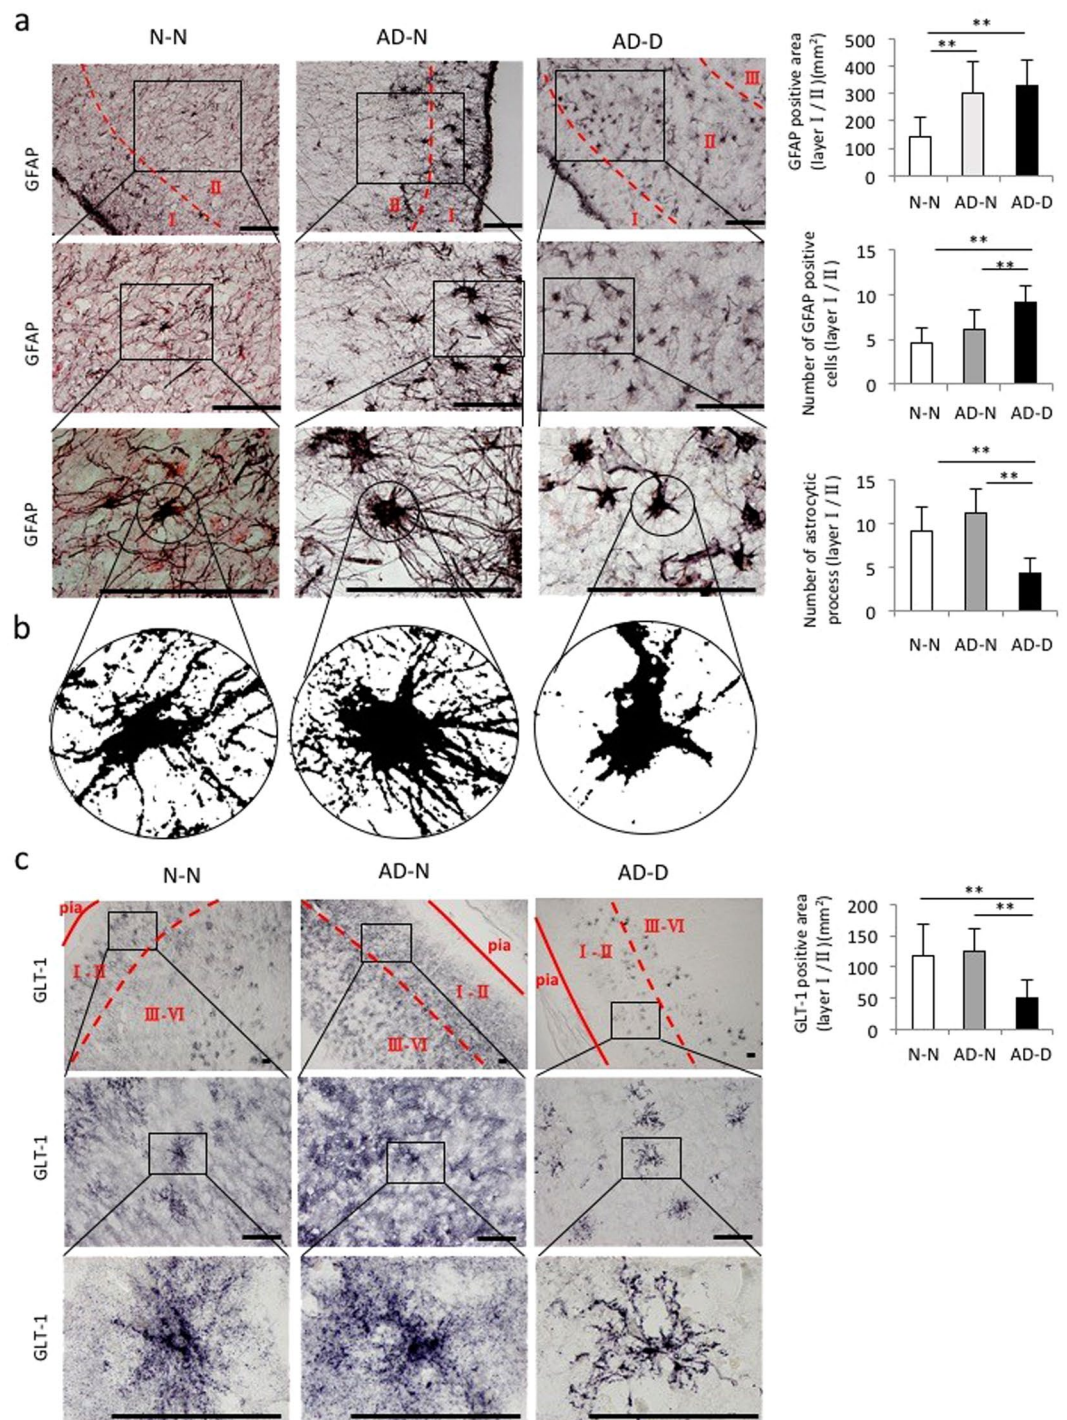 a
N-N
AD-N
AD-D
GFAP
Ⅰ
Ⅱ
Ⅱ
Ⅰ
Ⅰ
Ⅱ
Ⅲ
GFAP
GFAP
GFAP positive area
(layer Ⅰ / Ⅱ)(mm²)
500
400
300
200
100
0
**
**
N-N
AD-N
AD-D
Number of GFAP positive
cells (layer Ⅰ / Ⅱ)
15
10
5
0
**
**
N-N
AD-N
AD-D
Number of astrocytic
process (layer Ⅰ / Ⅱ)
15
10
5
0
**
**
N-N
AD-N
AD-D
b
c
N-N
AD-N
AD-D
GLT-1
pia
Ⅰ-Ⅱ
Ⅲ-Ⅵ
pia
Ⅰ-Ⅱ
Ⅲ-Ⅵ
pia
Ⅰ-Ⅱ
Ⅲ-Ⅵ
GLT-1
GLT-1
GLT-1 positive area
(layer Ⅰ / Ⅱ)(mm²)
200
150
100
50
0
**
**
N-N
AD-N
AD-D